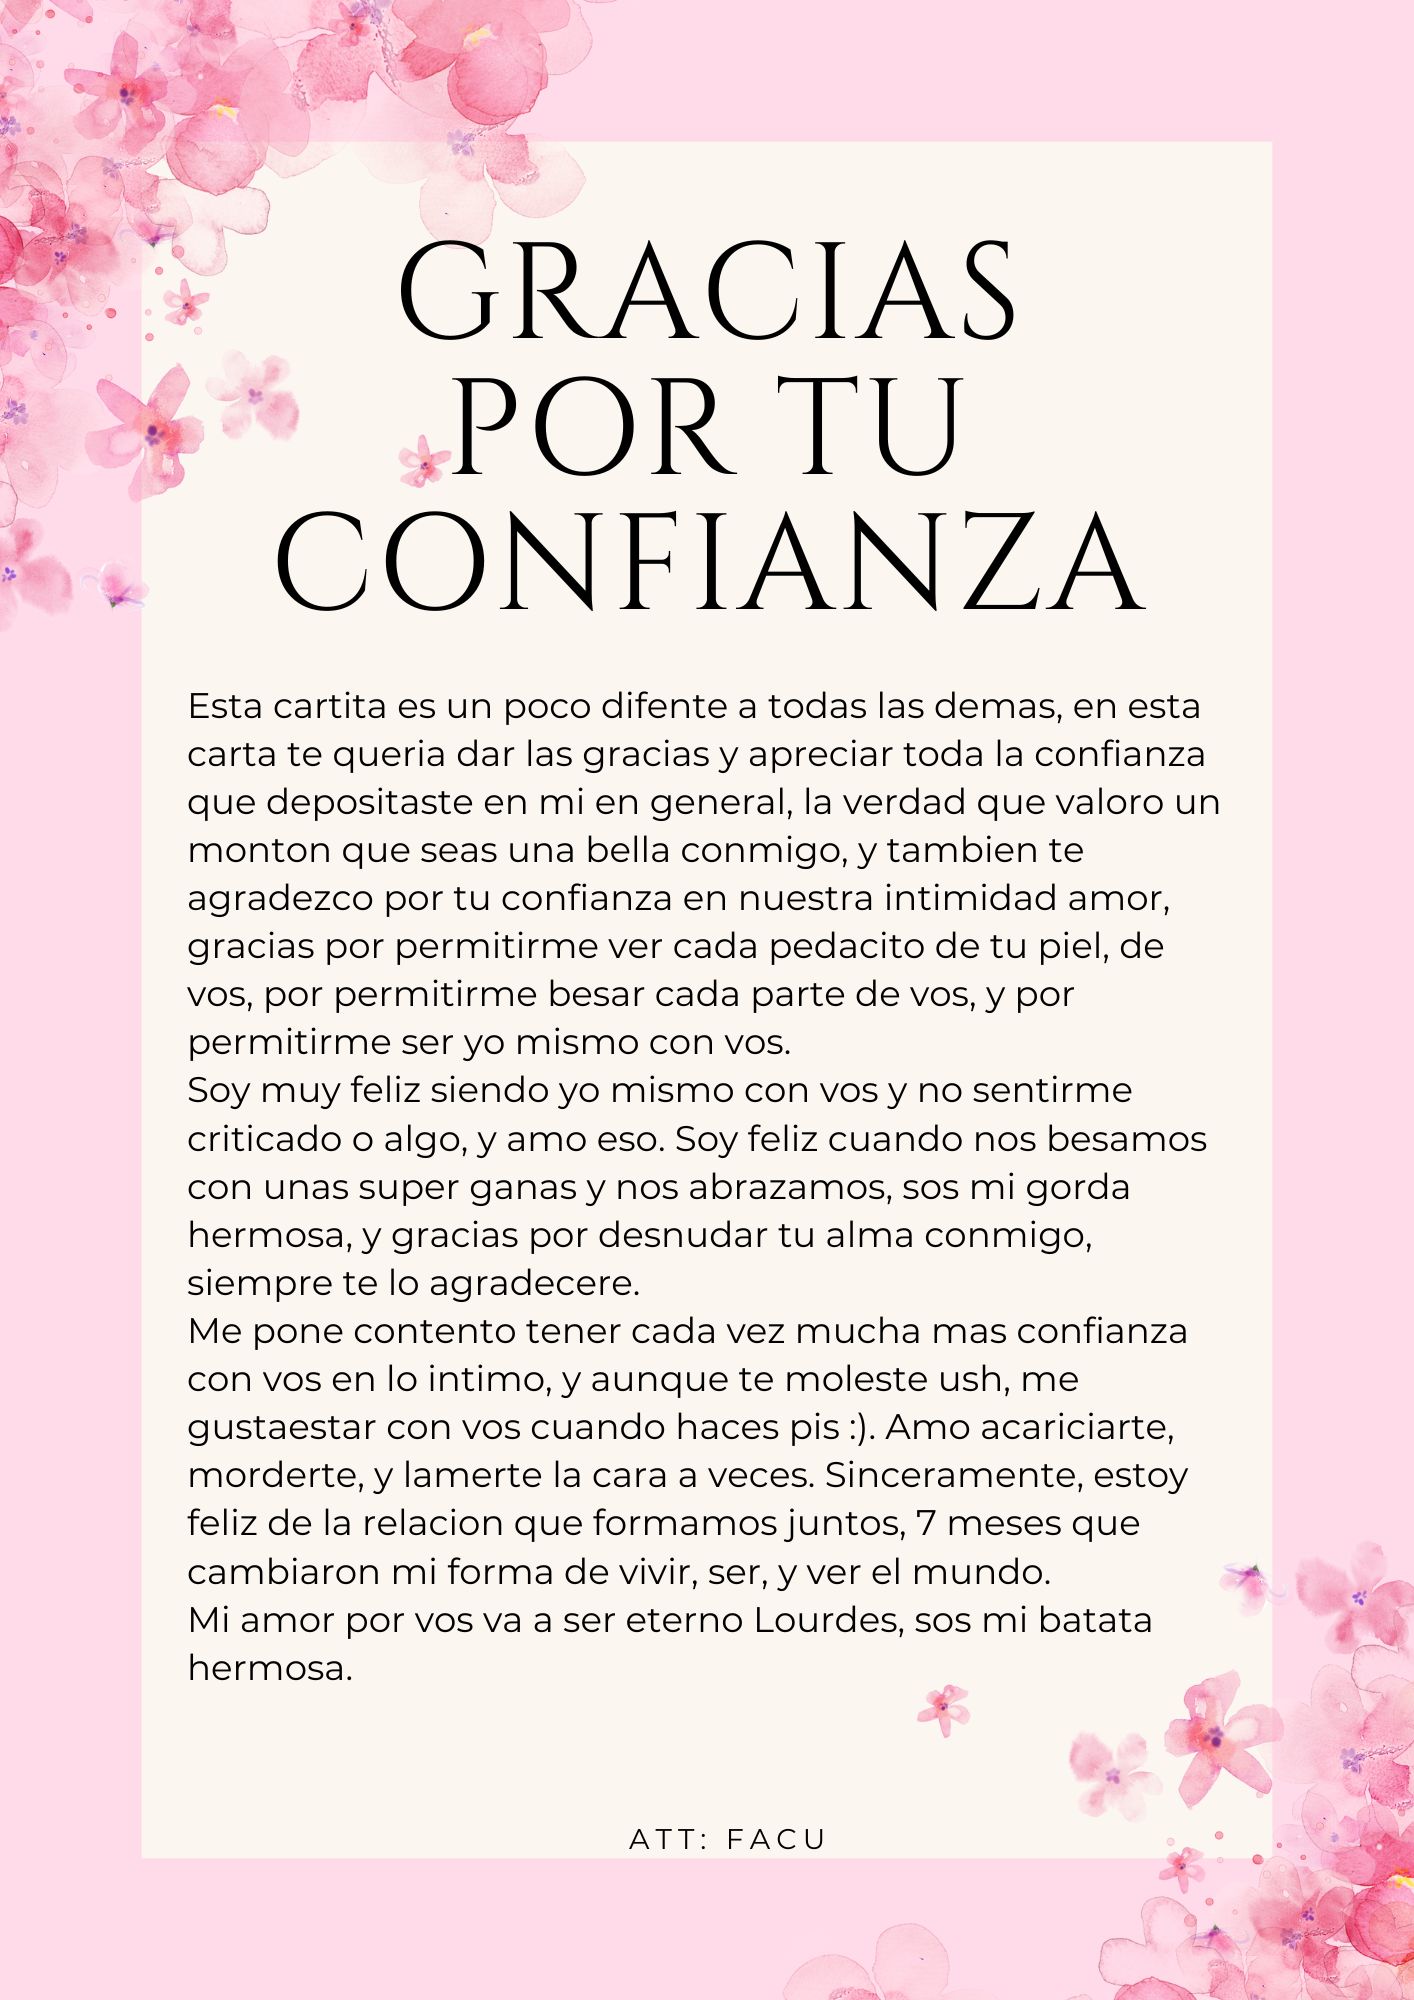 GRACIAS
POR TU
CONFIANZA
Esta cartita es un poco difente a todas las demas, en esta
carta te queria dar las gracias y apreciar toda la confianza
que depositaste en mi en general, la verdad que valoro un
monton que seas una bella conmigo, y tambien te
agradezco por tu confianza en nuestra intimidad amor,
gracias por permitirme ver cada pedacito de tu piel, de
vos, por permitirme besar cada parte de vos, y por
permitirme ser yo mismo con vos.
Soy muy feliz siendo yo mismo con vos y no sentirme
criticado o algo, y amo eso. Soy feliz cuando nos besamos
con unas super ganas y nos abrazamos, sos mi gorda
hermosa, y gracias por desnudar tu alma conmigo,
siempre te lo agradecere.
Me pone contento tener cada vez mucha mas confianza
con vos en lo intimo, y aunque te moleste ush, me
gustaestar con vos cuando haces pis :). Amo acariciarte,
morderte, y lamerte la cara a veces. Sinceramente, estoy
feliz de la relacion que formamos juntos, 7 meses que
cambiaron mi forma de vivir, ser, y ver el mundo.
Mi amor por vos va a ser eterno Lourdes, sos mi batata
hermosa.
ATT: FACU